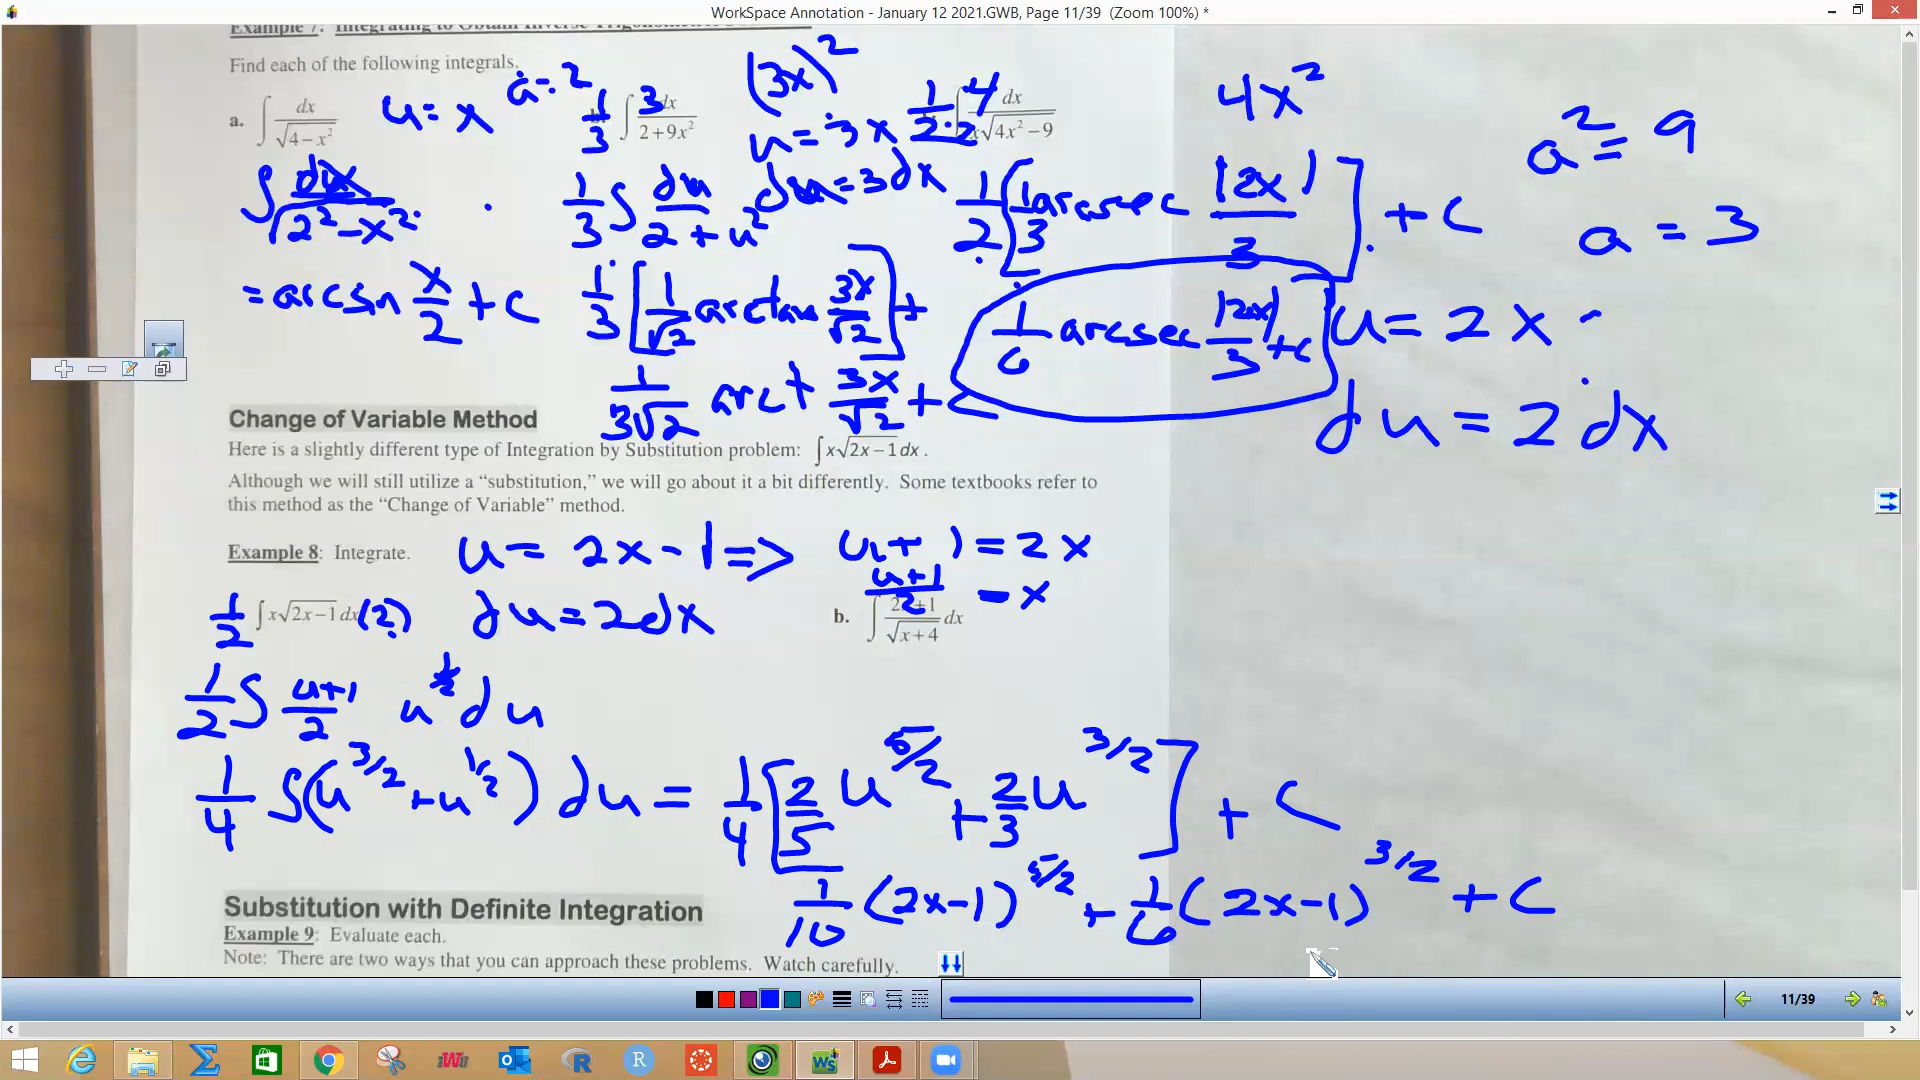 WorkSpace Annotation - January 12 2021.GWB, Page 11/39 (Zoom 100%) *
Example 7: Integrating to Obtain Inverse
Find each of the following integrals.
a. ∫ dx/√(4−x²) u = x a = 2
1/3 ∫ 3dx/(2+9x²) (3x)² u = 3x du = 3dx
1/2 · 2 ∫ dx/(x√(4x²−9)) 4x² a² = 9
a = 3
∫ du/√(2²−x²)
= arcsin x/2 + c
1/3 ∫ du/(2+u²)
1/3 [1/√2 arctan 3x/√2] +
1/(3√2) arct 3x/√2 + c
1/2 [1/3 arcsec |2x|/3] + c
1/6 arcsec |2x|/3 + c
u = 2x
du = 2dx
Change of Variable Method
Here is a slightly different type of Integration by Substitution problem: ∫x√(2x−1)dx.
Although we will still utilize a “substitution,” we will go about it a bit differently. Some textbooks refer to
this method as the “Change of Variable” method.
Example 8: Integrate.
u = 2x-1 => u+1 = 2x
(u+1)/2 = x
1/2 ∫x√(2x−1)dx(2) du = 2dx
b. ∫ (2x+1)/√(x+4) dx
1/2 ∫ (u+1)/2 u^(1/2) du
1/4 ∫(u^(3/2) + u^(1/2)) du = 1/4 [2/5 u^(5/2) + 2/3 u^(3/2)] + C
1/10 (2x-1)^(5/2) + 1/6 (2x-1)^(3/2) + C
Substitution with Definite Integration
Example 9: Evaluate each.
Note: There are two ways that you can approach these problems. Watch carefully.
11/39